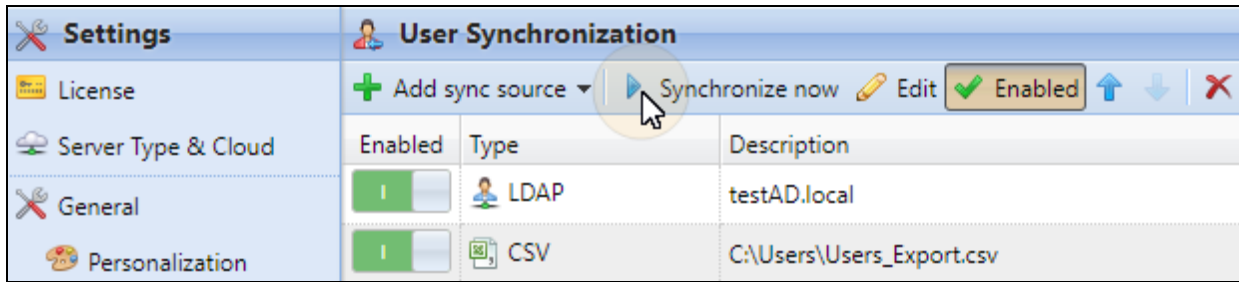 Settings
License
Server Type & Cloud
General
Personalization
User Synchronization
Add sync source Synchronize now Edit Enabled
Enabled Type Description
LDAP testAD.local
CSV C:\Users\Users_Export.csv